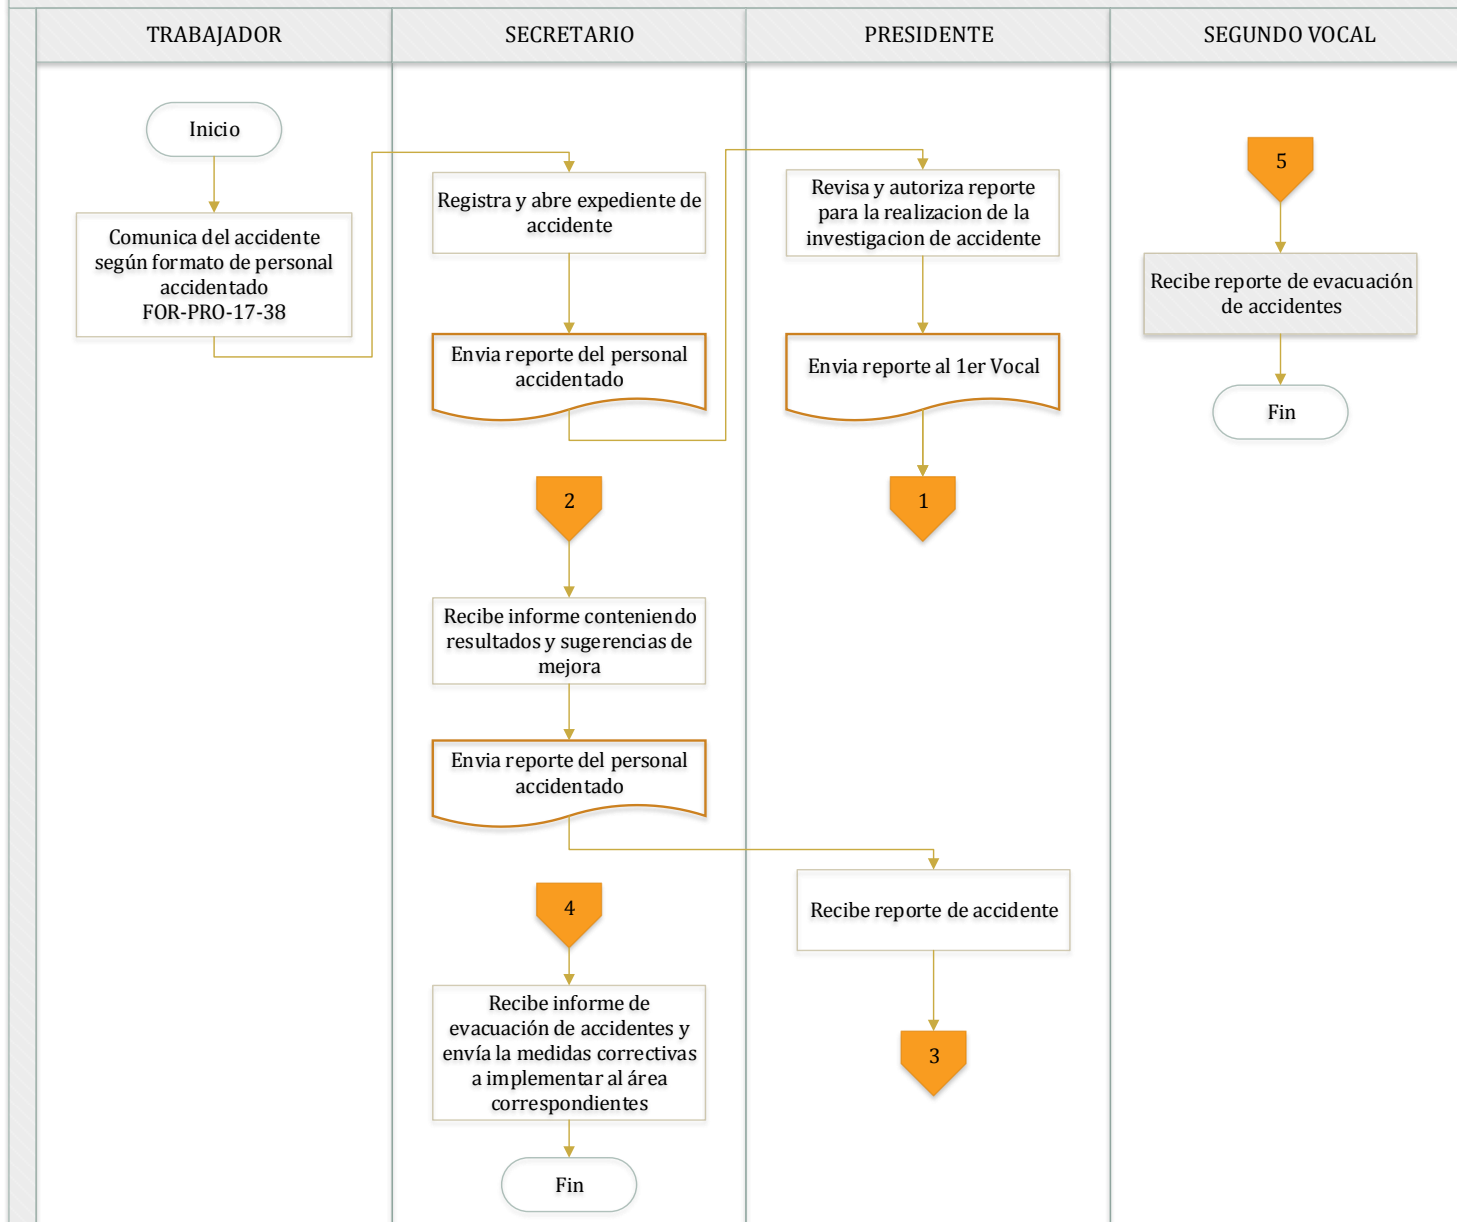 TRABAJADOR
SECRETARIO
PRESIDENTE
SEGUNDO VOCAL
Inicio
Comunica del accidente
según formato de personal
accidentado
FOR-PRO-17-38
Registra y abre expediente de
accidente
Envia reporte del personal
accidentado
2
Recibe informe conteniendo
resultados y sugerencias de
mejora
Envia reporte del personal
accidentado
4
Recibe informe de
evacuación de accidentes y
envía la medidas correctivas
a implementar al área
correspondientes
Fin
Revisa y autoriza reporte
para la realizacion de la
investigacion de accidente
Envia reporte al 1er Vocal
1
Recibe reporte de accidente
3
5
Recibe reporte de evacuación
de accidentes
Fin